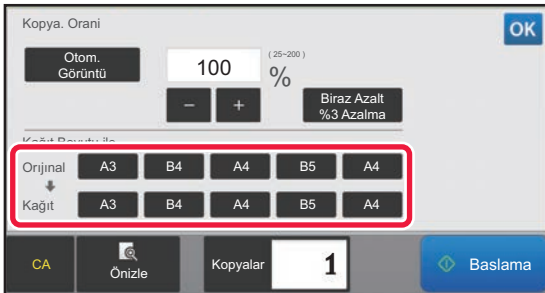 Kopya. Orani
OK
Otom.
Görüntü
100
( 25~200 )
%
−
+
Biraz Azalt
%3 Azalma
Orijinal
A3
B4
A4
B5
A4
Kağıt
A3
B4
A4
B5
A4
CA
Önizle
Kopyalar
1
Baslama